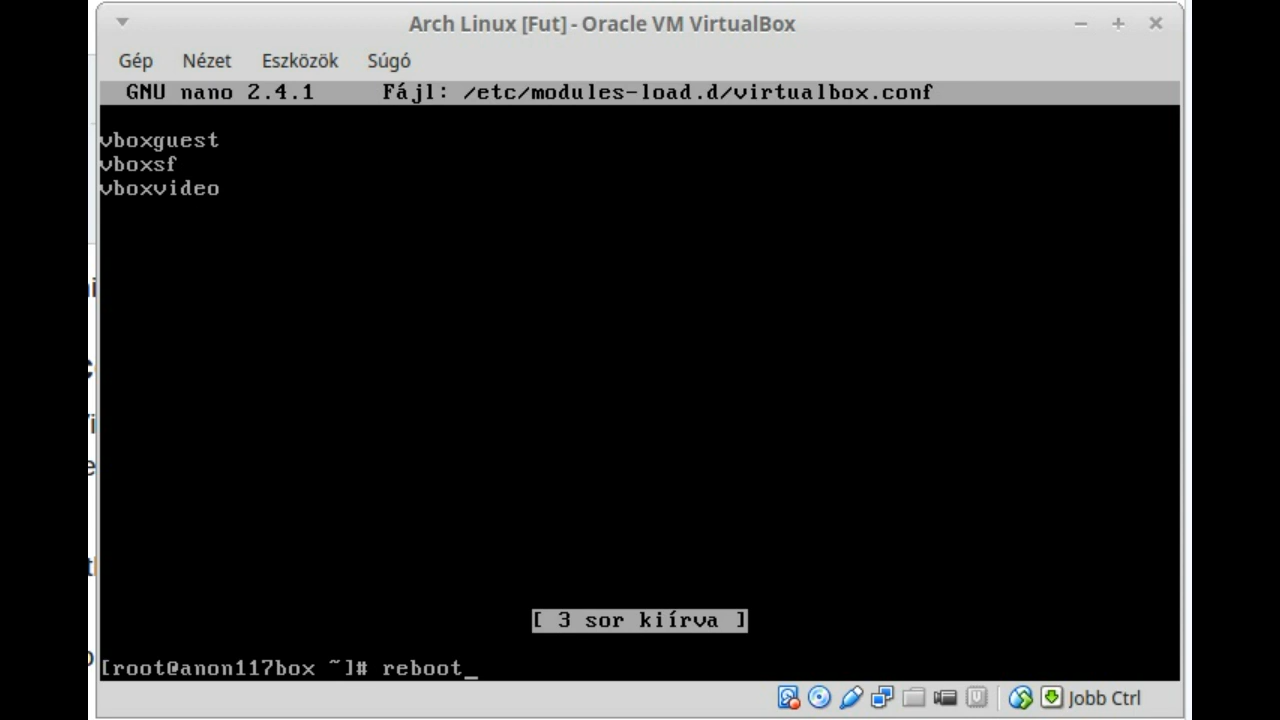 Arch Linux [Fut] - Oracle VM VirtualBox
Gép Nézet Eszközök Súgó
GNU nano 2.4.1 Fájl: /etc/modules-load.d/virtualbox.conf
vboxguest
vboxsf
vboxvideo
[ 3 sor kiírva ]
[root@anon117box ~]# reboot_
Jobb Ctrl